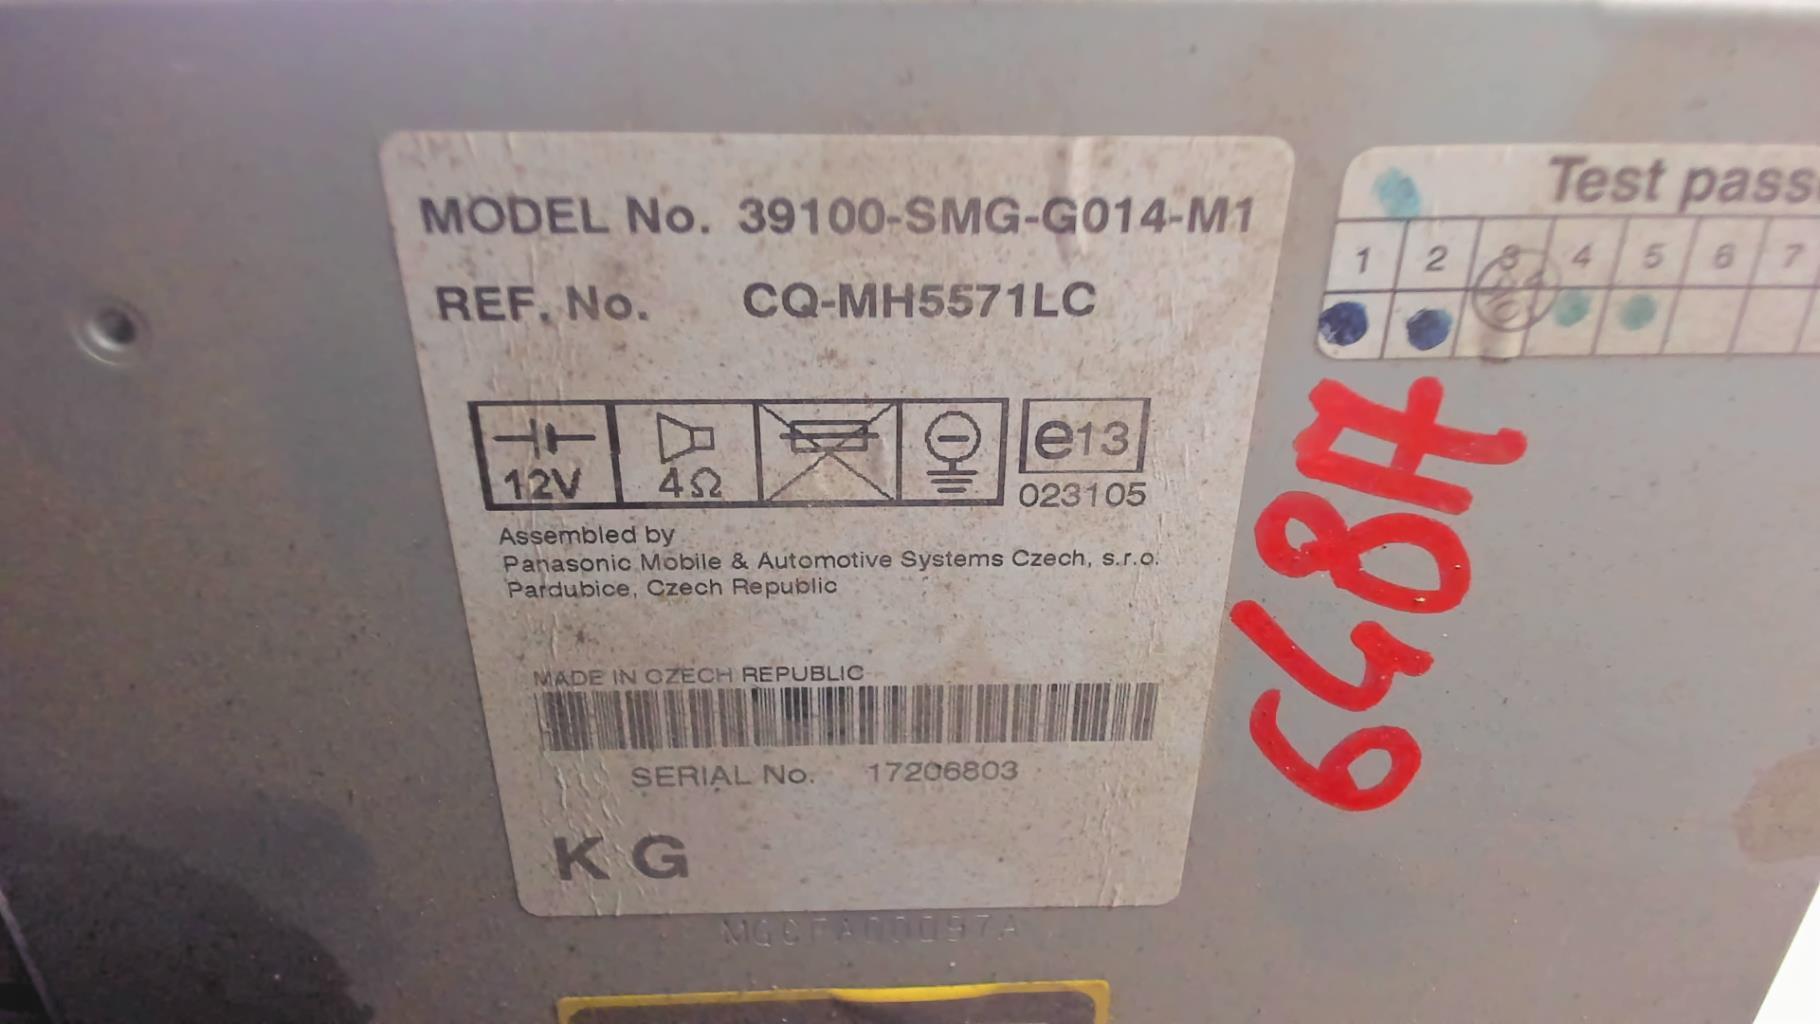 MODEL No. 39100-SMG-G014-M1
REF. No. CQ-MH5571LC
12V 4Ω
e13
023105
Assembled by
Panasonic Mobile & Automotive Systems Czech, s.r.o.
Pardubice, Czech Republic
MADE IN CZECH REPUBLIC
SERIAL No. 17206803
K G
Test pass
1 2 3 4 5 6 7